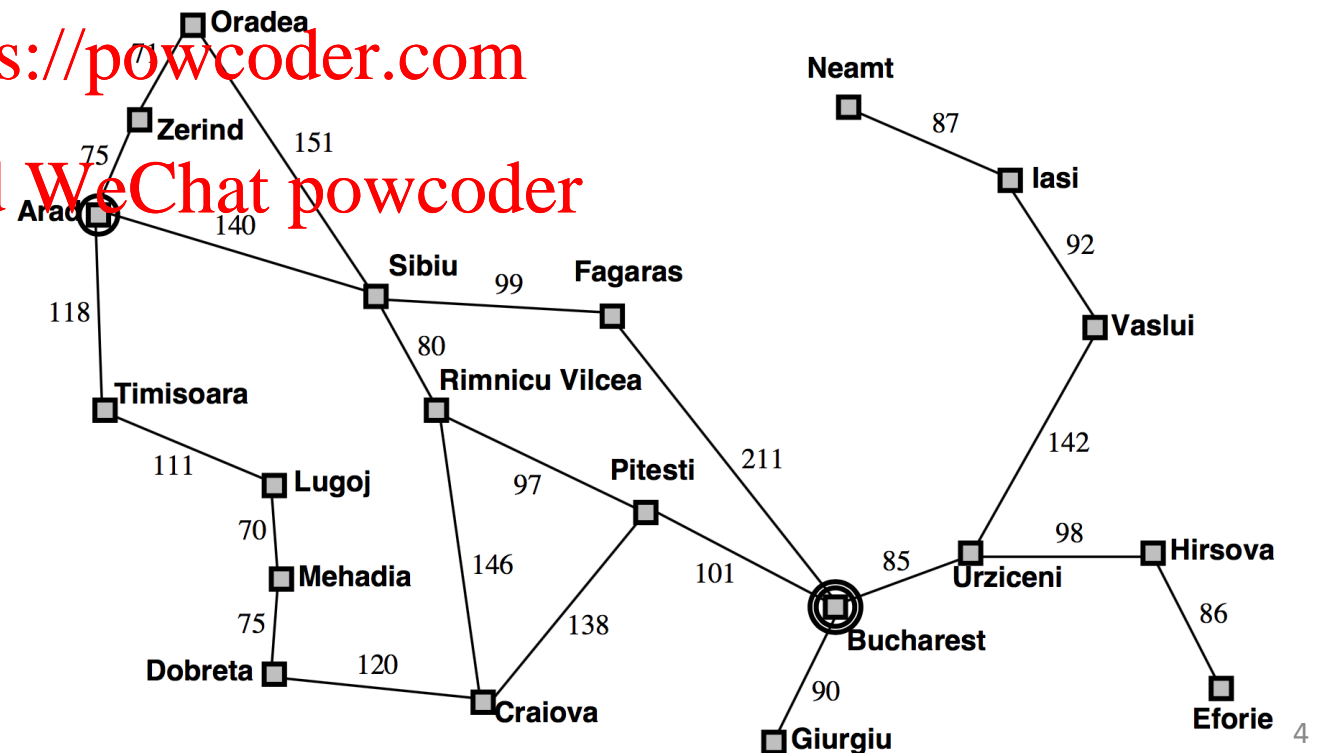 Oradea
71
s://powcoder.com
Neamt
87
Zerind
151
75
WeChat powcoder
Iasi
Arad
140
92
Sibiu
99
Fagaras
118
80
Vaslui
Rimnicu Vilcea
Timisoara
142
111
97
Pitesti
211
Lugoj
70
98
Hirsova
146
101
85
Mehadia
Urziceni
75
138
86
Dobreta
120
Bucharest
90
Craiova
Eforie
Giurgiu
4